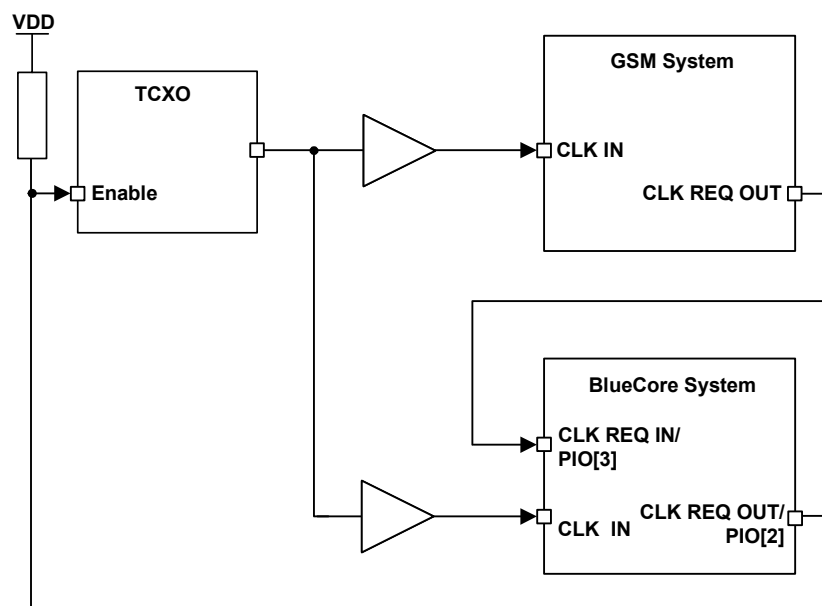 VDD
TCXO
Enable
GSM System
CLK IN
CLK REQ OUT
BlueCore System
CLK REQ IN/
PIO[3]
CLK IN
CLK REQ OUT/
PIO[2]